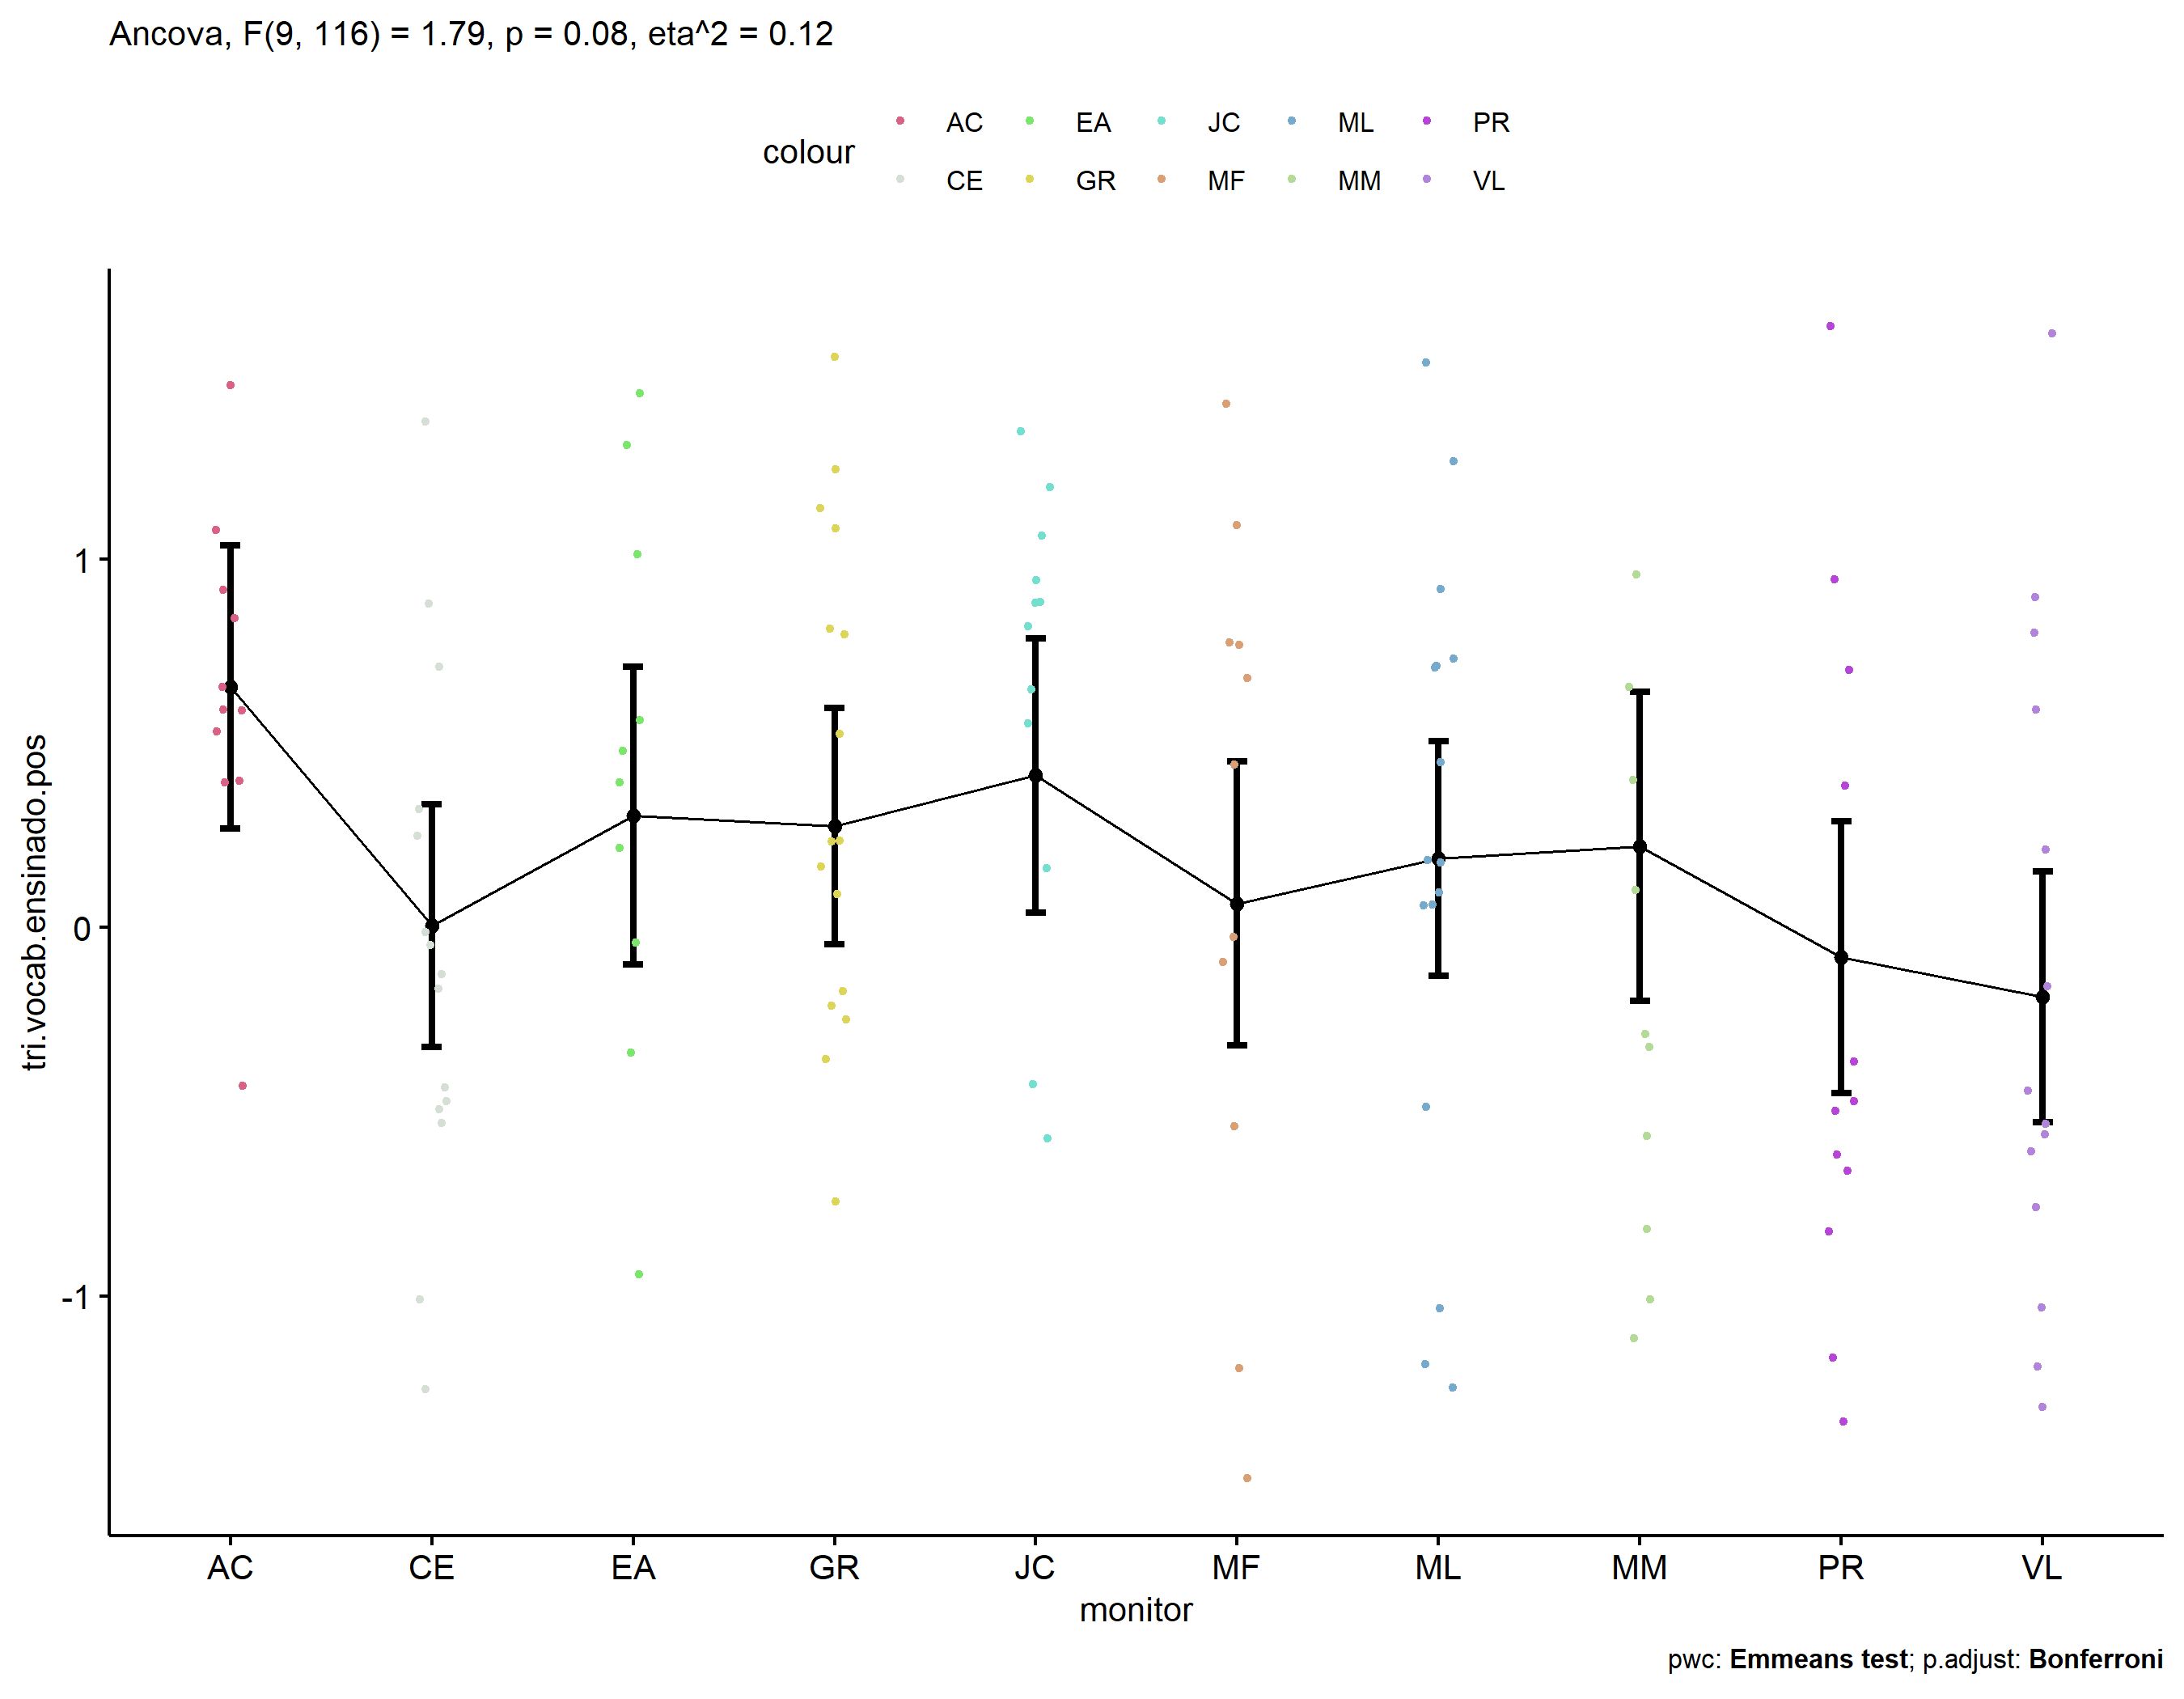 Ancova, F(9, 116) = 1.79, p = 0.08, eta^2 = 0.12
colour
AC EA JC ML PR
CE GR MF MM VL
tri.vocab.ensinado.pos
1
0
-1
AC CE EA GR JC MF ML MM PR VL
monitor
pwc: Emmeans test; p.adjust: Bonferroni